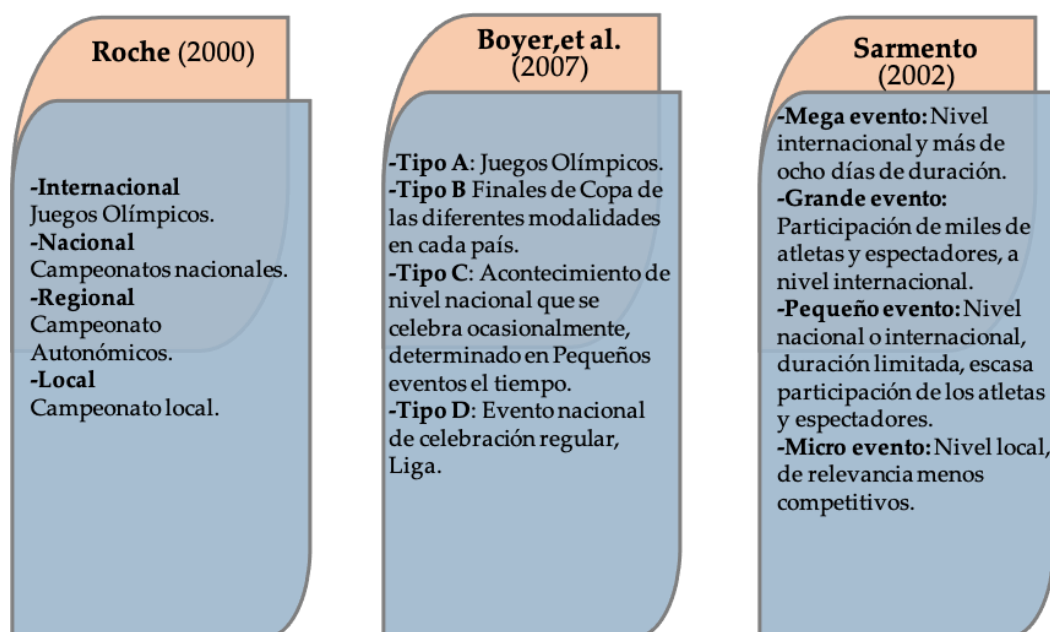 Roche (2000)
-Internacional
Juegos Olímpicos.
-Nacional
Campeonatos nacionales.
-Regional
Campeonato
Autonómicos.
-Local
Campeonato local.
Boyer,et al.
(2007)
-Tipo A: Juegos Olímpicos.
-Tipo B Finales de Copa de
las diferentes modalidades
en cada país.
-Tipo C: Acontecimiento de
nivel nacional que se
celebra ocasionalmente,
determinado en Pequeños
eventos el tiempo.
-Tipo D: Evento nacional
de celebración regular,
Liga.
Sarmento
(2002)
-Mega evento: Nivel
internacional y más de
ocho días de duración.
-Grande evento:
Participación de miles de
atletas y espectadores, a
nivel internacional.
-Pequeño evento: Nivel
nacional o internacional,
duración limitada, escasa
participación de los atletas
y espectadores.
-Micro evento: Nivel local,
de relevancia menos
competitivos.